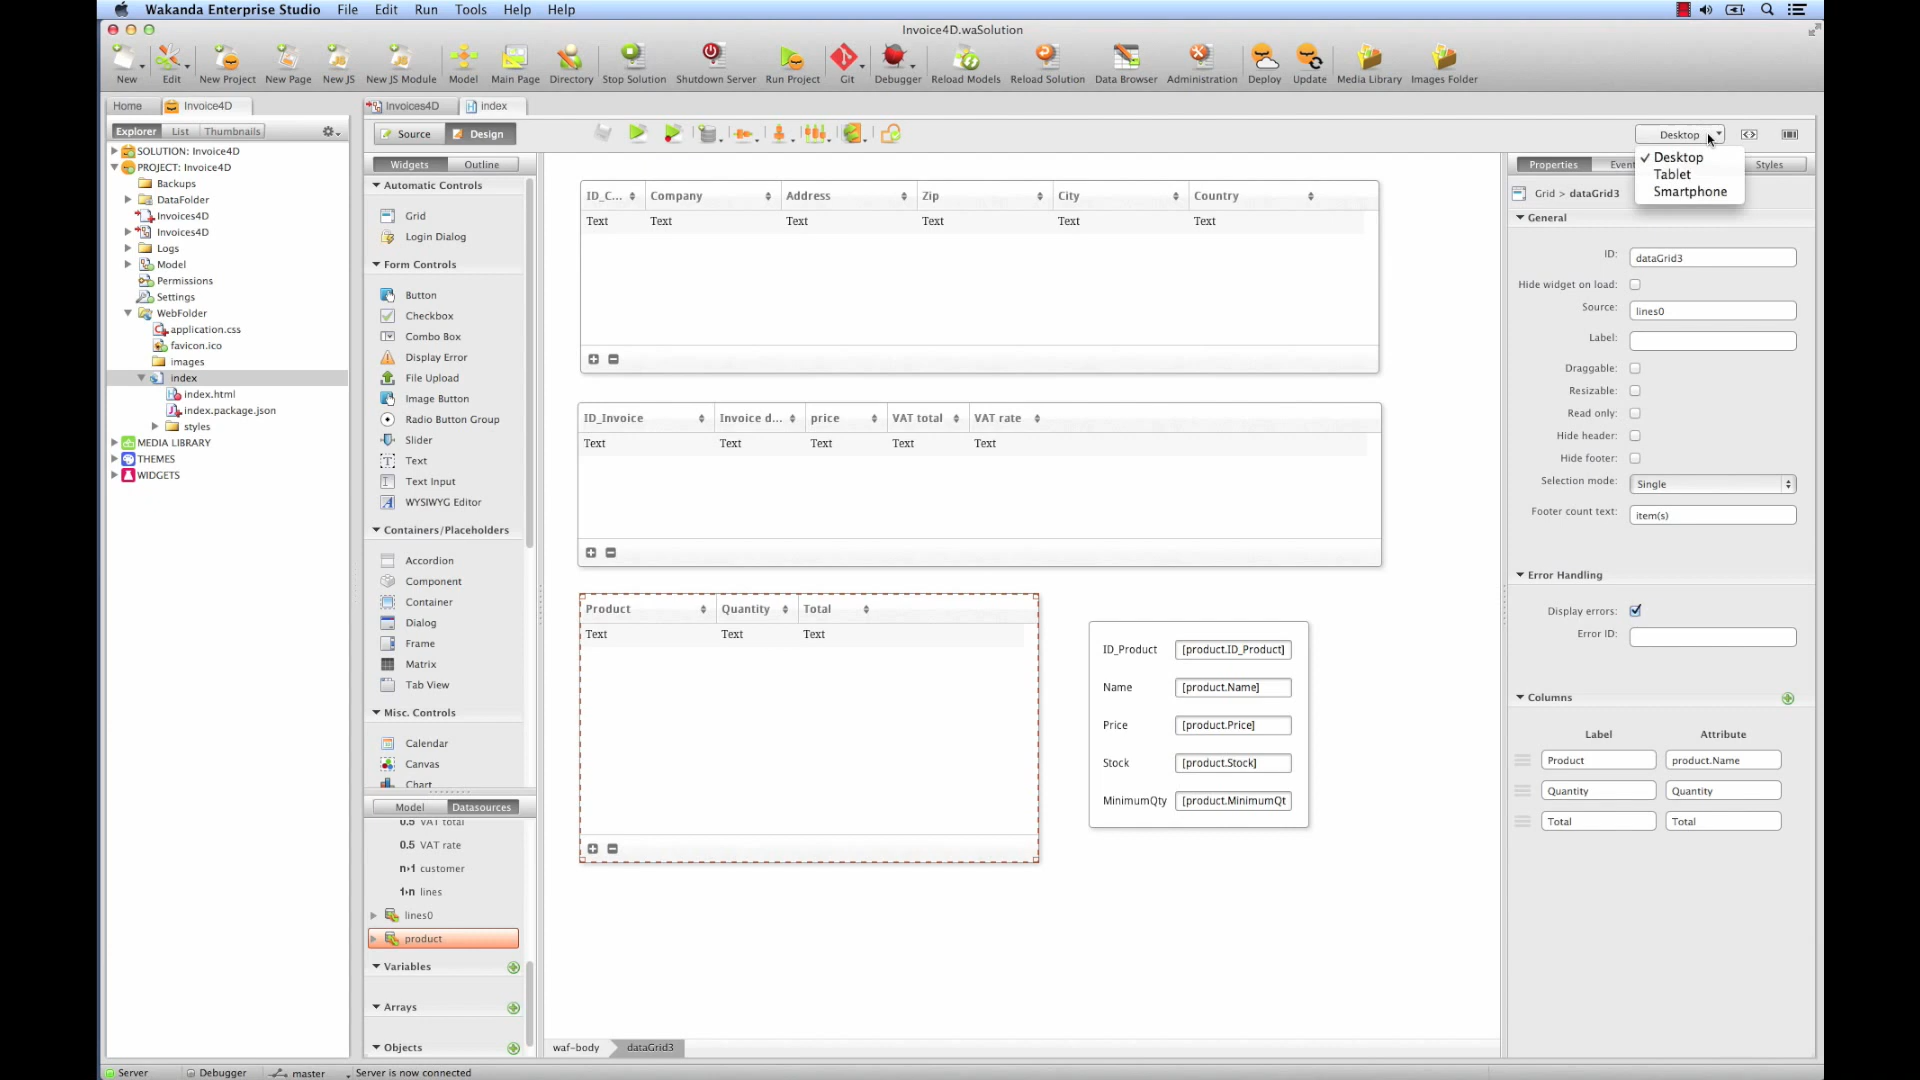 Wakanda Enterprise Studio File Edit Run Tools Help Help
Invoice4D.waSolution
New Edit New Project New Page New JS New JS Module Model Main Page Directory Stop Solution Shutdown Server Run Project Git Debugger Reload Models Reload Solution Data Browser Administration Deploy Update Media Library Images Folder
Home Invoice4D Invoices4D index
Explorer List Thumbnails
SOLUTION: Invoice4D
PROJECT: Invoice4D
Backups
DataFolder
Invoices4D
Invoices4D
Logs
Model
Permissions
Settings
WebFolder
application.css
favicon.ico
images
index
index.html
index.package.json
styles
MEDIA LIBRARY
THEMES
WIDGETS
Source Design
Widgets Outline
Automatic Controls
Grid
Login Dialog
Form Controls
Button
Checkbox
Combo Box
Display Error
File Upload
Image Button
Radio Button Group
Slider
Text
Text Input
WYSIWYG Editor
Containers/Placeholders
Accordion
Component
Container
Dialog
Frame
Matrix
Tab View
Misc. Controls
Calendar
Canvas
Chart
Model Datasources
0.5 VAT total
0.5 VAT rate
n>1 customer
1>n lines
lines0
product
Variables
Arrays
Objects
ID_C... Company Address Zip City Country
Text Text Text Text Text Text
ID_Invoice Invoice d... price VAT total VAT rate
Text Text Text Text Text
Product Quantity Total
Text Text Text
ID_Product [product.ID_Product]
Name [product.Name]
Price [product.Price]
Stock [product.Stock]
MinimumQty [product.MinimumQt
waf-body dataGrid3
Desktop
Desktop
Tablet
Smartphone
Properties Event Styles
Grid > dataGrid3
General
ID: dataGrid3
Hide widget on load:
Source: lines0
Label:
Draggable:
Resizable:
Read only:
Hide header:
Hide footer:
Selection mode: Single
Footer count text: item(s)
Error Handling
Display errors:
Error ID:
Columns
Label Attribute
Product product.Name
Quantity Quantity
Total Total
Server Debugger master Server is now connected